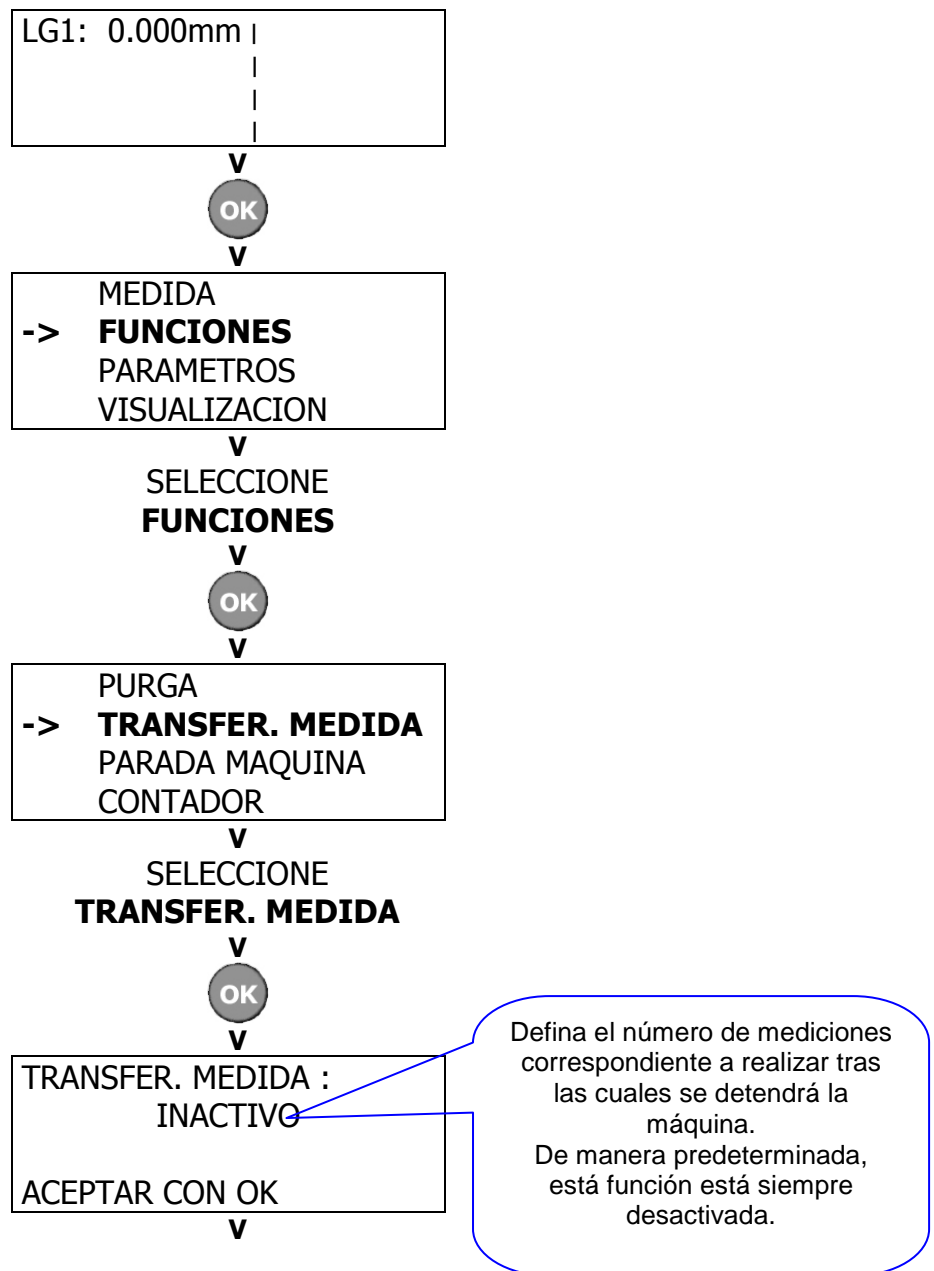 LG1: 0.000mm |
|
|
|
v
OK
v
MEDIDA
-> FUNCIONES
PARAMETROS
VISUALIZACION
v
SELECCIONE
FUNCIONES
v
OK
v
PURGA
-> TRANSFER. MEDIDA
PARADA MAQUINA
CONTADOR
v
SELECCIONE
TRANSFER. MEDIDA
v
OK
v
TRANSFER. MEDIDA :
INACTIVO
ACEPTAR CON OK
v
Defina el número de mediciones
correspondiente a realizar tras
las cuales se detendrá la
máquina.
De manera predeterminada,
está función está siempre
desactivada.